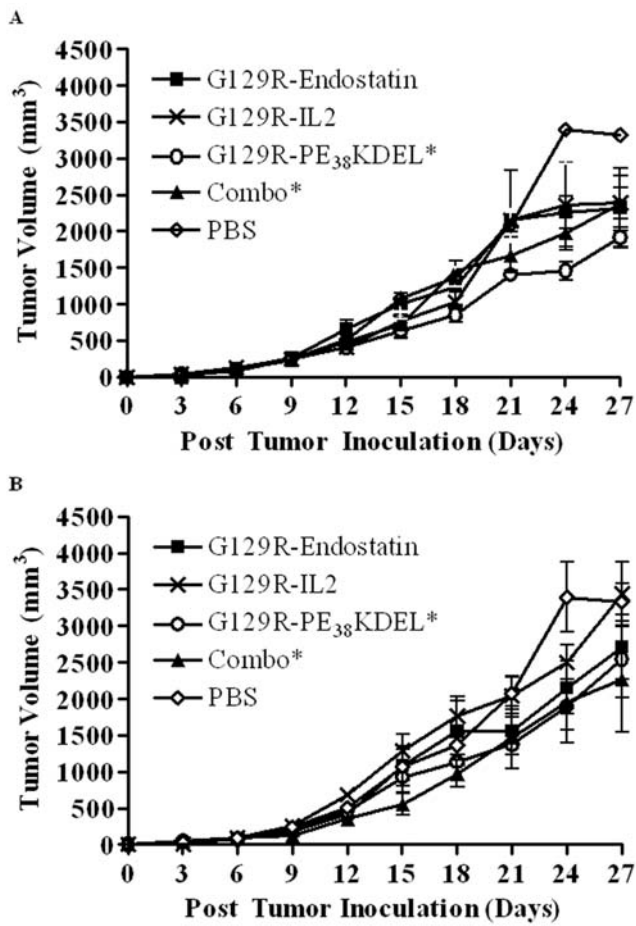 A
Tumor Volume (mm³)
4500
4000
3500
3000
2500
2000
1500
1000
500
0
G129R-Endostatin
G129R-IL2
G129R-PE₃₈KDEL*
Combo*
PBS
0 3 6 9 12 15 18 21 24 27
Post Tumor Inoculation (Days)
B
Tumor Volume (mm³)
4500
4000
3500
3000
2500
2000
1500
1000
500
0
G129R-Endostatin
G129R-IL2
G129R-PE₃₈KDEL*
Combo*
PBS
0 3 6 9 12 15 18 21 24 27
Post Tumor Inoculation (Days)